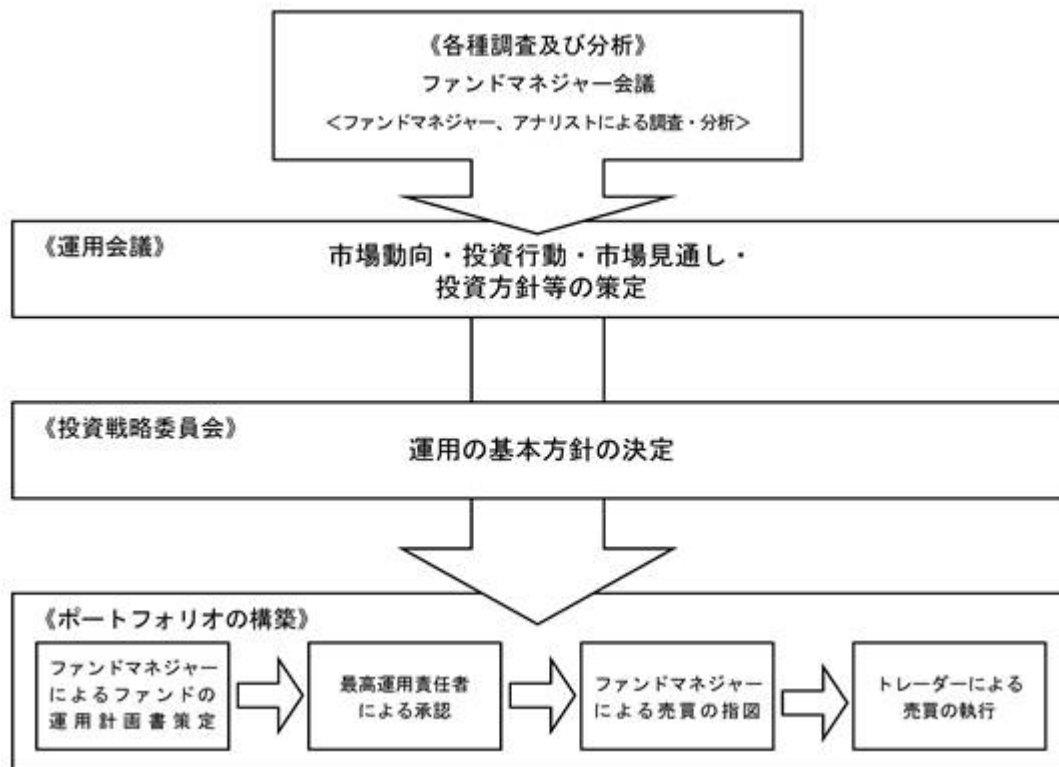 《各種調査及び分析》
ファンドマネジャー会議
＜ファンドマネジャー、アナリストによる調査・分析＞
《運用会議》
市場動向・投資行動・市場見通し・
投資方針等の策定
《投資戦略委員会》
運用の基本方針の決定
《ポートフォリオの構築》
ファンドマネジャー
によるファンドの
運用計画書策定
最高運用責任者
による承認
ファンドマネジャー
による売買の指図
トレーダーによる
売買の執行